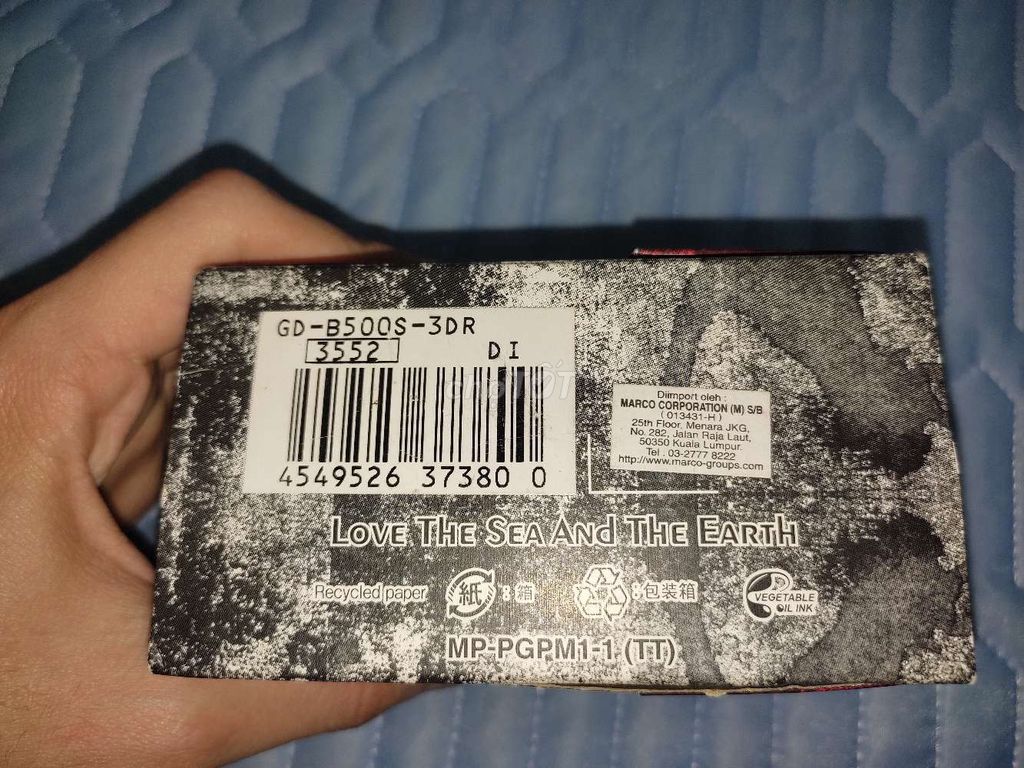 GD-B500S-3DR
3552 DI
4549526 37380 0
Diimport oleh :
MARCO CORPORATION (M) S/B
( 013431-H )
25th Floor, Menara JKG,
No. 282, Jalan Raja Laut,
50350 Kuala Lumpur.
Tel : 03-2777 8222
http://www.marco-groups.com
LOVE THE SEA AND THE EARTH
Recycled paper 紙 : 箱 紙 : 包装箱 VEGETABLE
OIL INK
MP-PGPM1-1 (TT)
chợTỐT